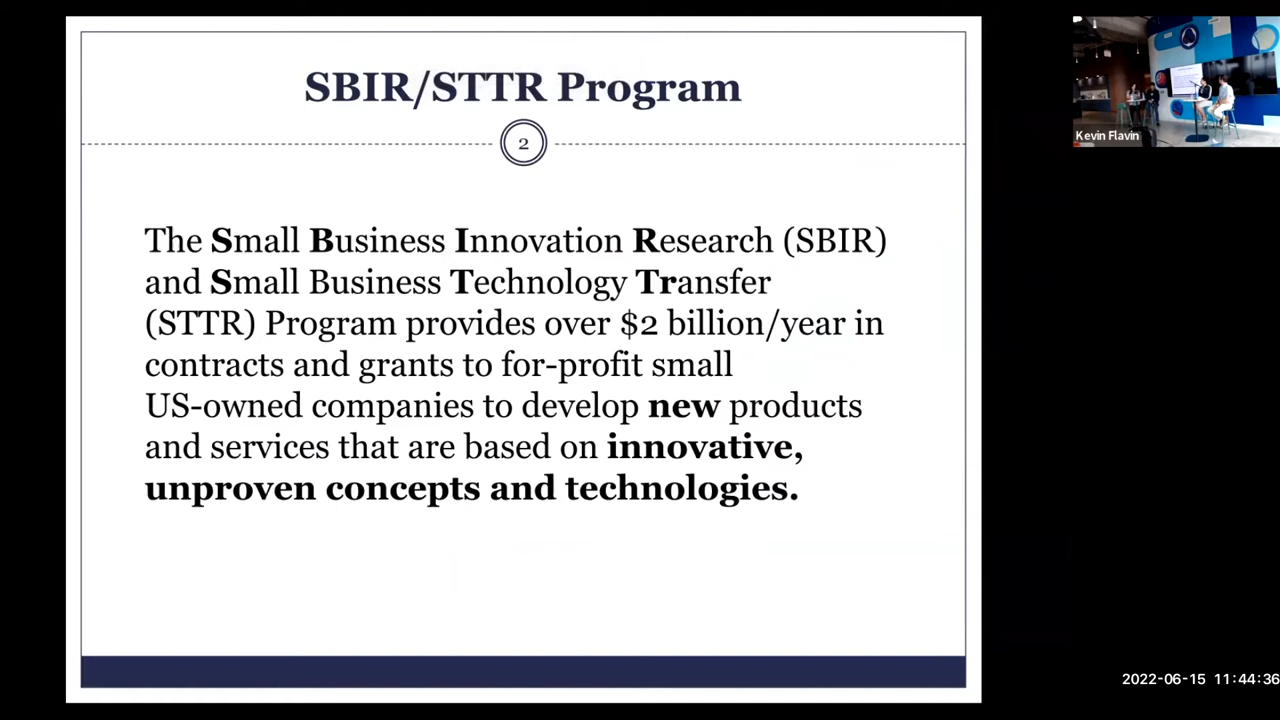 SBIR/STTR Program
2
The Small Business Innovation Research (SBIR)
and Small Business Technology Transfer
(STTR) Program provides over $2 billion/year in
contracts and grants to for-profit small
US-owned companies to develop new products
and services that are based on innovative,
unproven concepts and technologies.
Kevin Flavin
2022-06-15 11:44:36